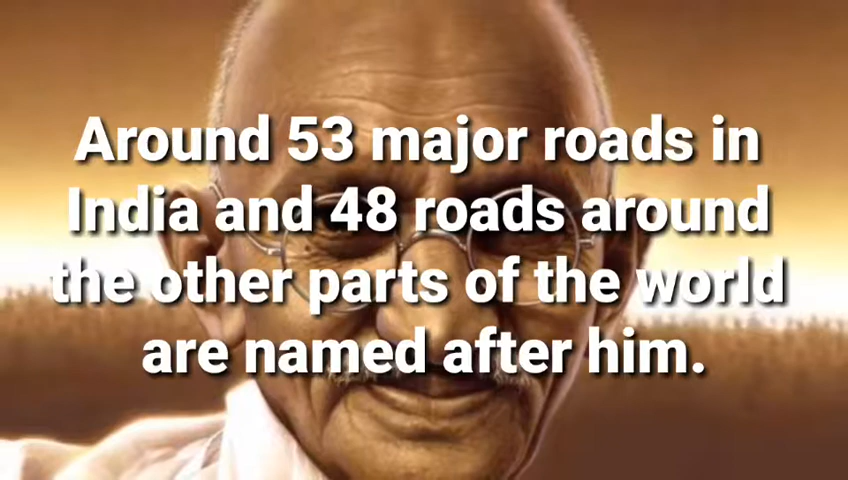 Around 53 major roads in
India and 48 roads around
the other parts of the world
are named after him.